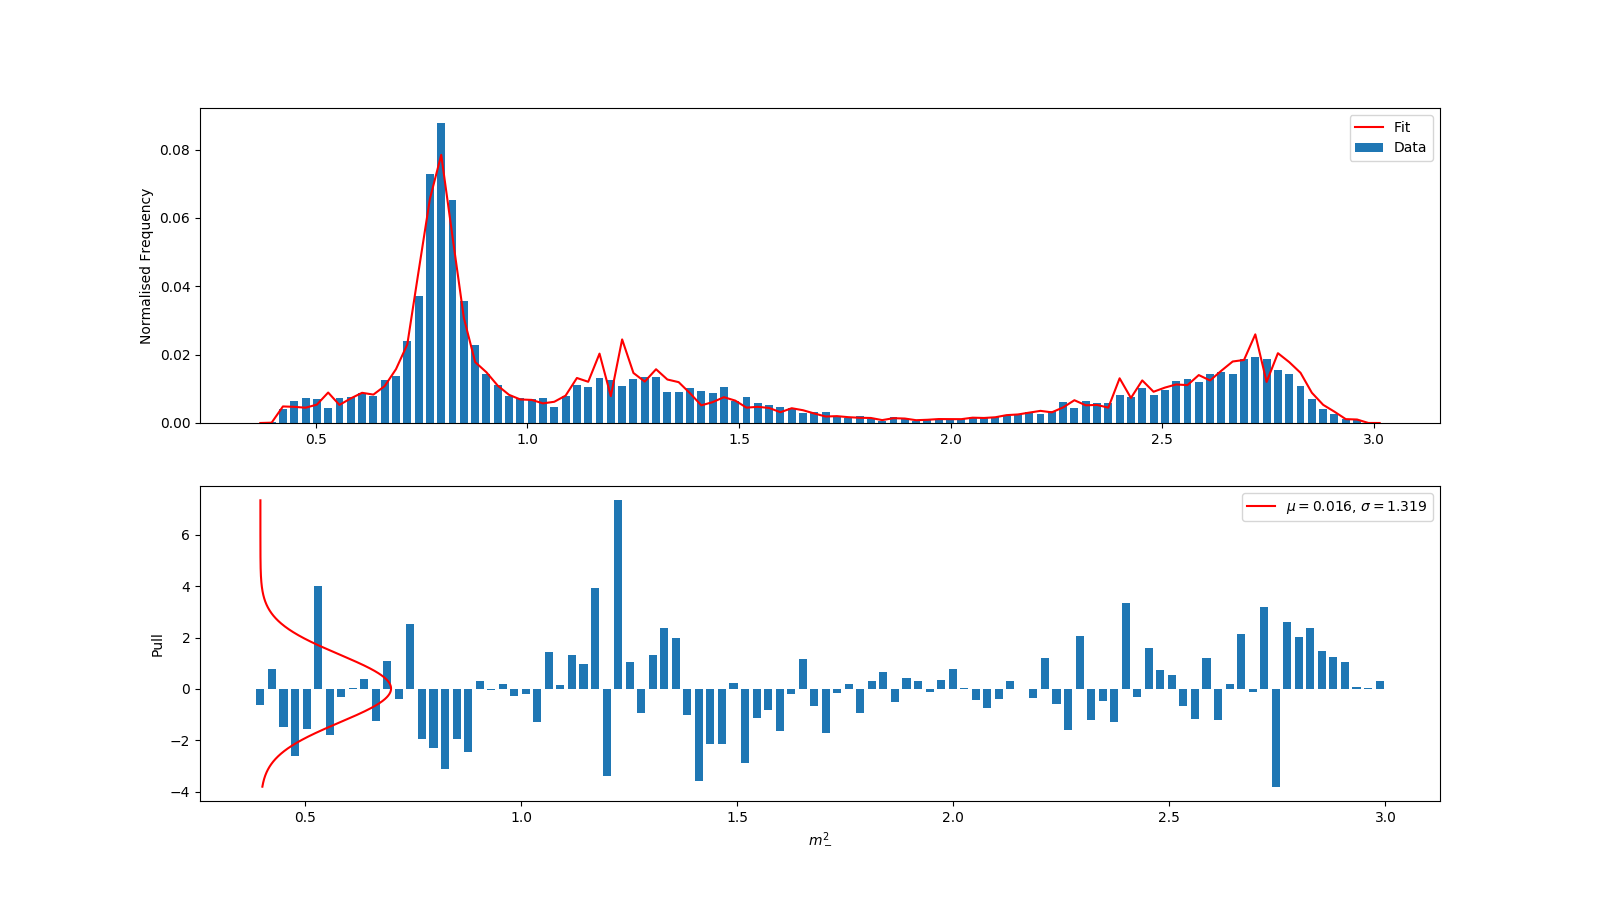 Normalised Frequency
0.08
0.06
0.04
0.02
0.00
0.5 1.0 1.5 2.0 2.5 3.0
Fit
Data
Pull
6
4
2
0
−2
−4
0.5 1.0 1.5 2.0 2.5 3.0
μ = 0.016, σ = 1.319
m²₋